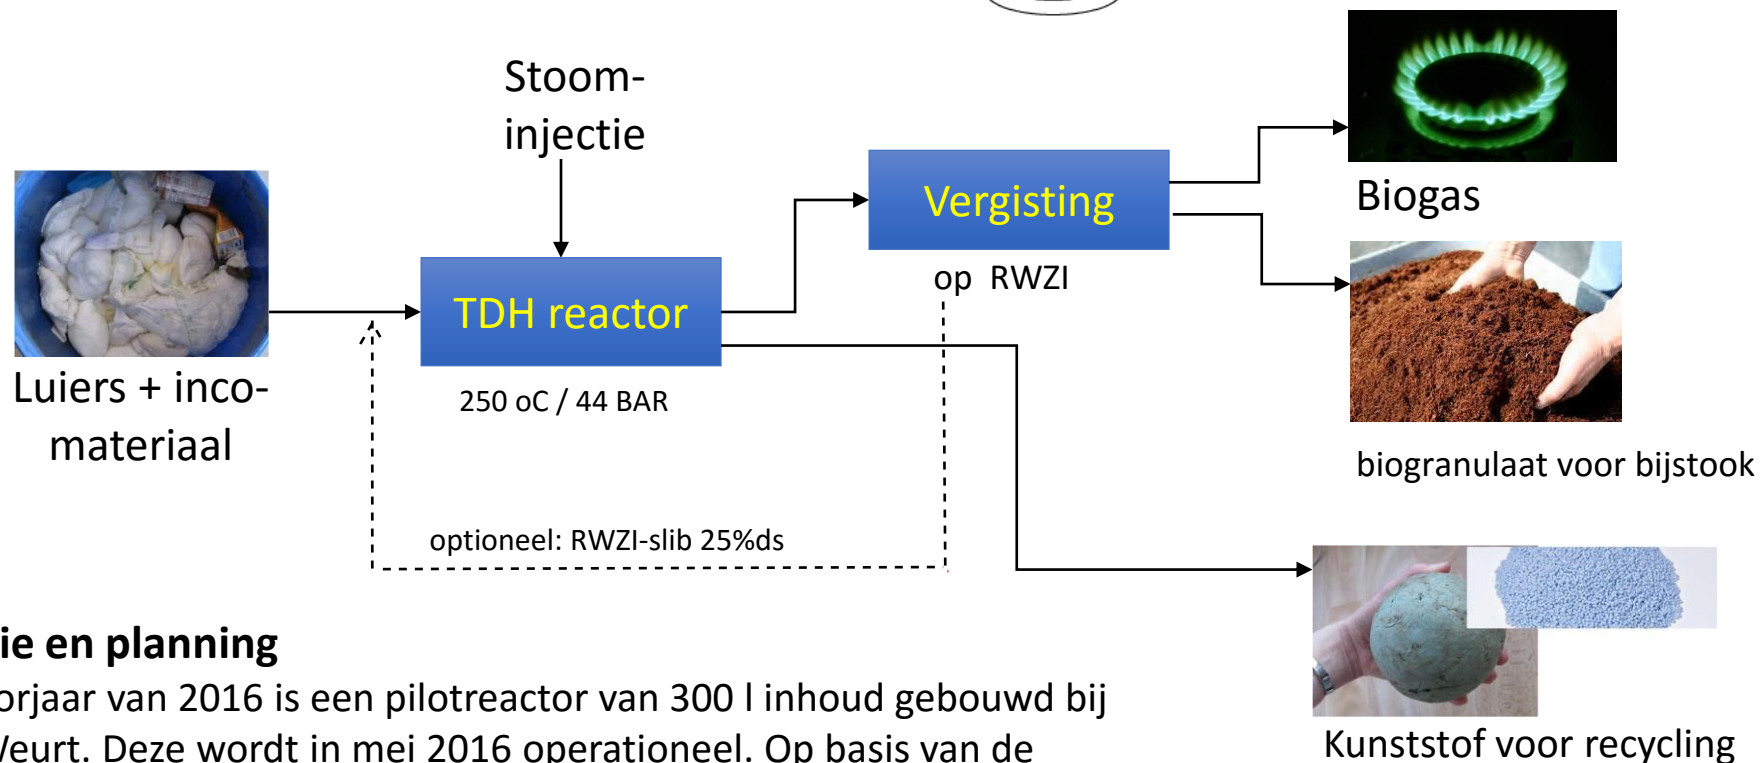 Stoom-
injectie
Vergisting
op RWZI
Biogas
TDH reactor
250 oC / 44 BAR
Luiers + inco-
materiaal
biogranulaat voor bijstook
optioneel: RWZI-slib 25%ds
Kunststof voor recycling
ie en planning
orjaar van 2016 is een pilotreactor van 300 l inhoud gebouwd bij
Veurt. Deze wordt in mei 2016 operationeel. Op basis van de